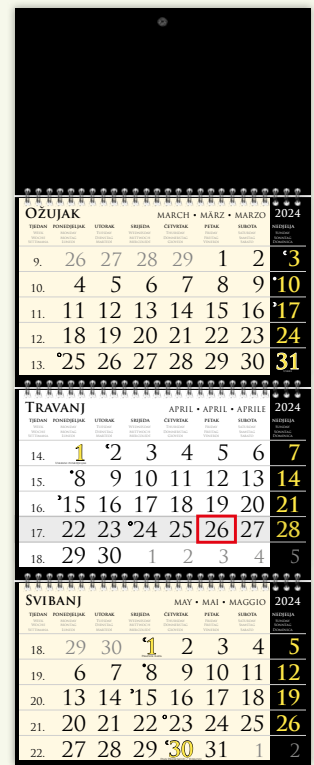 OŽUJAK MARCH • MÄRZ • MARZO 2024
TJEDAN PONEDJELJAK UTORAK SRIJEDA ČETVRTAK PETAK SUBOTA NEDJELJA
9. 26 27 28 29 1 2 3
10. 4 5 6 7 8 9 10
11. 11 12 13 14 15 16 17
12. 18 19 20 21 22 23 24
13. 25 26 27 28 29 30 31
TRAVANJ APRIL • APRIL • APRILE 2024
TJEDAN PONEDJELJAK UTORAK SRIJEDA ČETVRTAK PETAK SUBOTA NEDJELJA
14. 1 2 3 4 5 6 7
15. 8 9 10 11 12 13 14
16. 15 16 17 18 19 20 21
17. 22 23 24 25 26 27 28
18. 29 30 1 2 3 4 5
SVIBANJ MAY • MAI • MAGGIO 2024
TJEDAN PONEDJELJAK UTORAK SRIJEDA ČETVRTAK PETAK SUBOTA NEDJELJA
18. 29 30 1 2 3 4 5
19. 6 7 8 9 10 11 12
20. 13 14 15 16 17 18 19
21. 20 21 22 23 24 25 26
22. 27 28 29 30 31 1 2